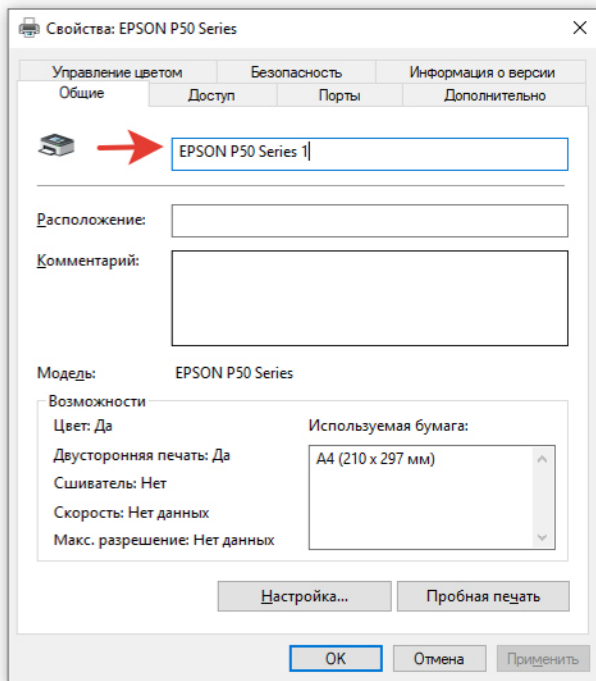 Свойства: EPSON P50 Series
Управление цветом Безопасность Информация о версии
Общие Доступ Порты Дополнительно
EPSON P50 Series 1
Расположение:
Комментарий:
Модель: EPSON P50 Series
Возможности
Цвет: Да Используемая бумага:
Двусторонняя печать: Да A4 (210 x 297 мм)
Сшиватель: Нет
Скорость: Нет данных
Макс. разрешение: Нет данных
Настройка... Пробная печать
OK Отмена Применить